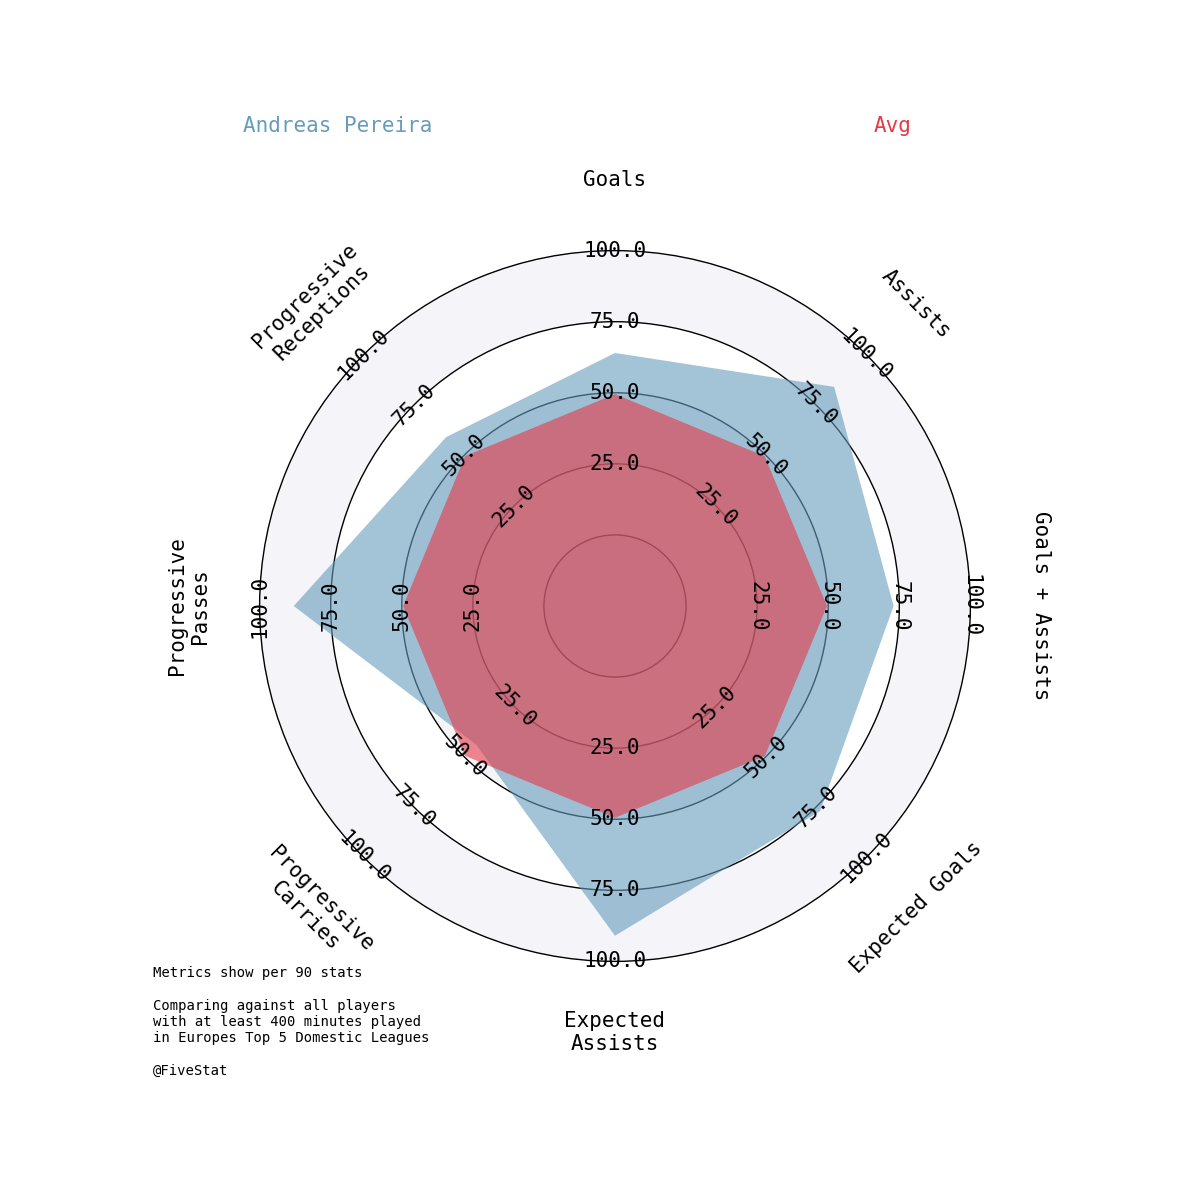 Andreas Pereira
Avg
Goals
Progressive
Receptions
Assists
100.0
100.0
100.0
75.0
75.0
75.0
50.0
50.0
50.0
25.0
25.0
25.0
Progressive
Passes
100.0
75.0
50.0
25.0
25.0
50.0
75.0
100.0
Goals + Assists
25.0
25.0
25.0
50.0
50.0
50.0
75.0
75.0
75.0
100.0
100.0
100.0
Progressive
Carries
Expected Goals
Expected
Assists
Metrics show per 90 stats
Comparing against all players
with at least 400 minutes played
in Europes Top 5 Domestic Leagues
@FiveStat